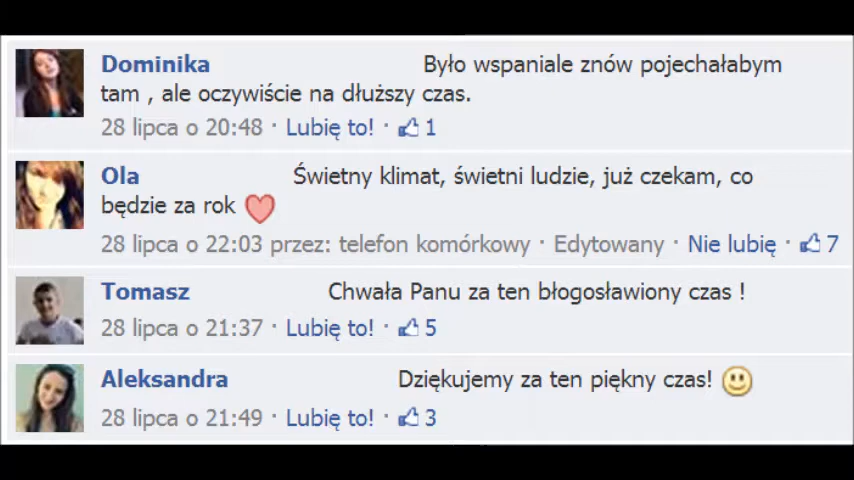 Dominika Było wspaniale znów pojechałabym
tam , ale oczywiście na dłuższy czas.
28 lipca o 20:48 · Lubię to! · 1
Ola Świetny klimat, świetni ludzie, już czekam, co
będzie za rok
28 lipca o 22:03 przez: telefon komórkowy · Edytowany · Nie lubię · 7
Tomasz Chwała Panu za ten błogosławiony czas !
28 lipca o 21:37 · Lubię to! · 5
Aleksandra Dziękujemy za ten piękny czas!
28 lipca o 21:49 · Lubię to! · 3